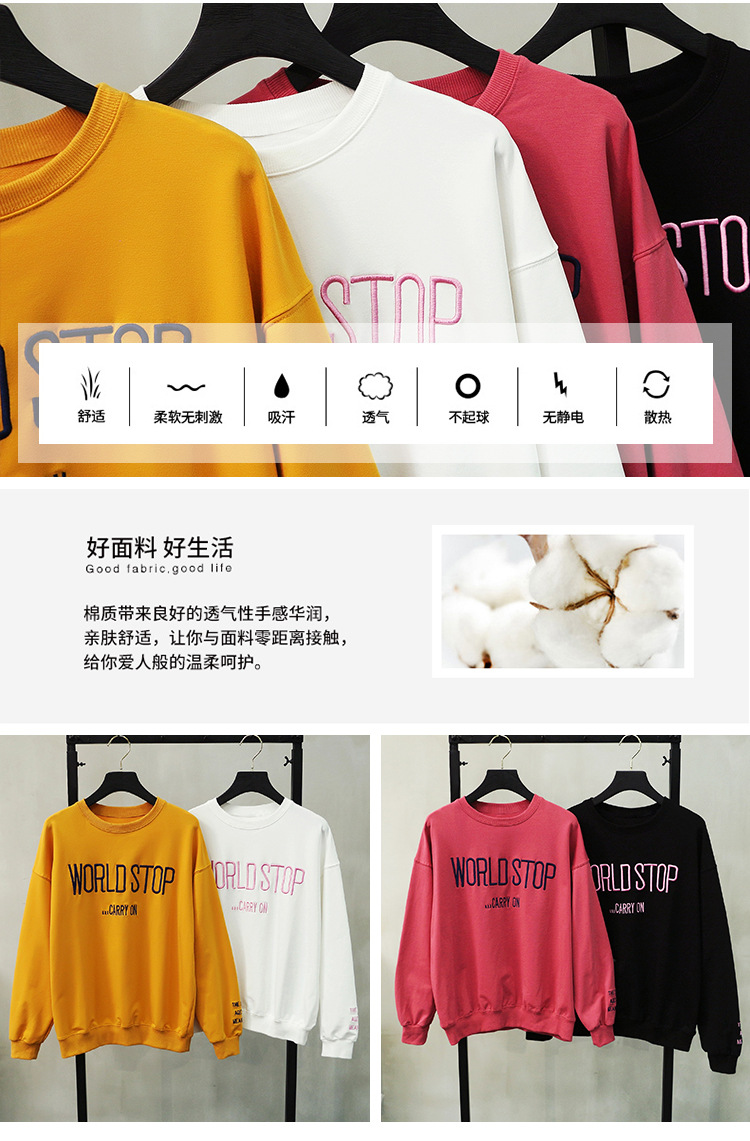 STOP
STOP
STO
舒适
柔软无刺激
吸汗
透气
不起球
无静电
散热
好面料 好生活
Good fabric,good life
棉质带来良好的透气性手感华润，
亲肤舒适，让你与面料零距离接触，
给你爱人般的温柔呵护。
WORLD STOP
...CARRY ON
ORLD STOP
...CARRY ON
WORLD STOP
...CARRY ON
ORLD STOP
...CARRY ON